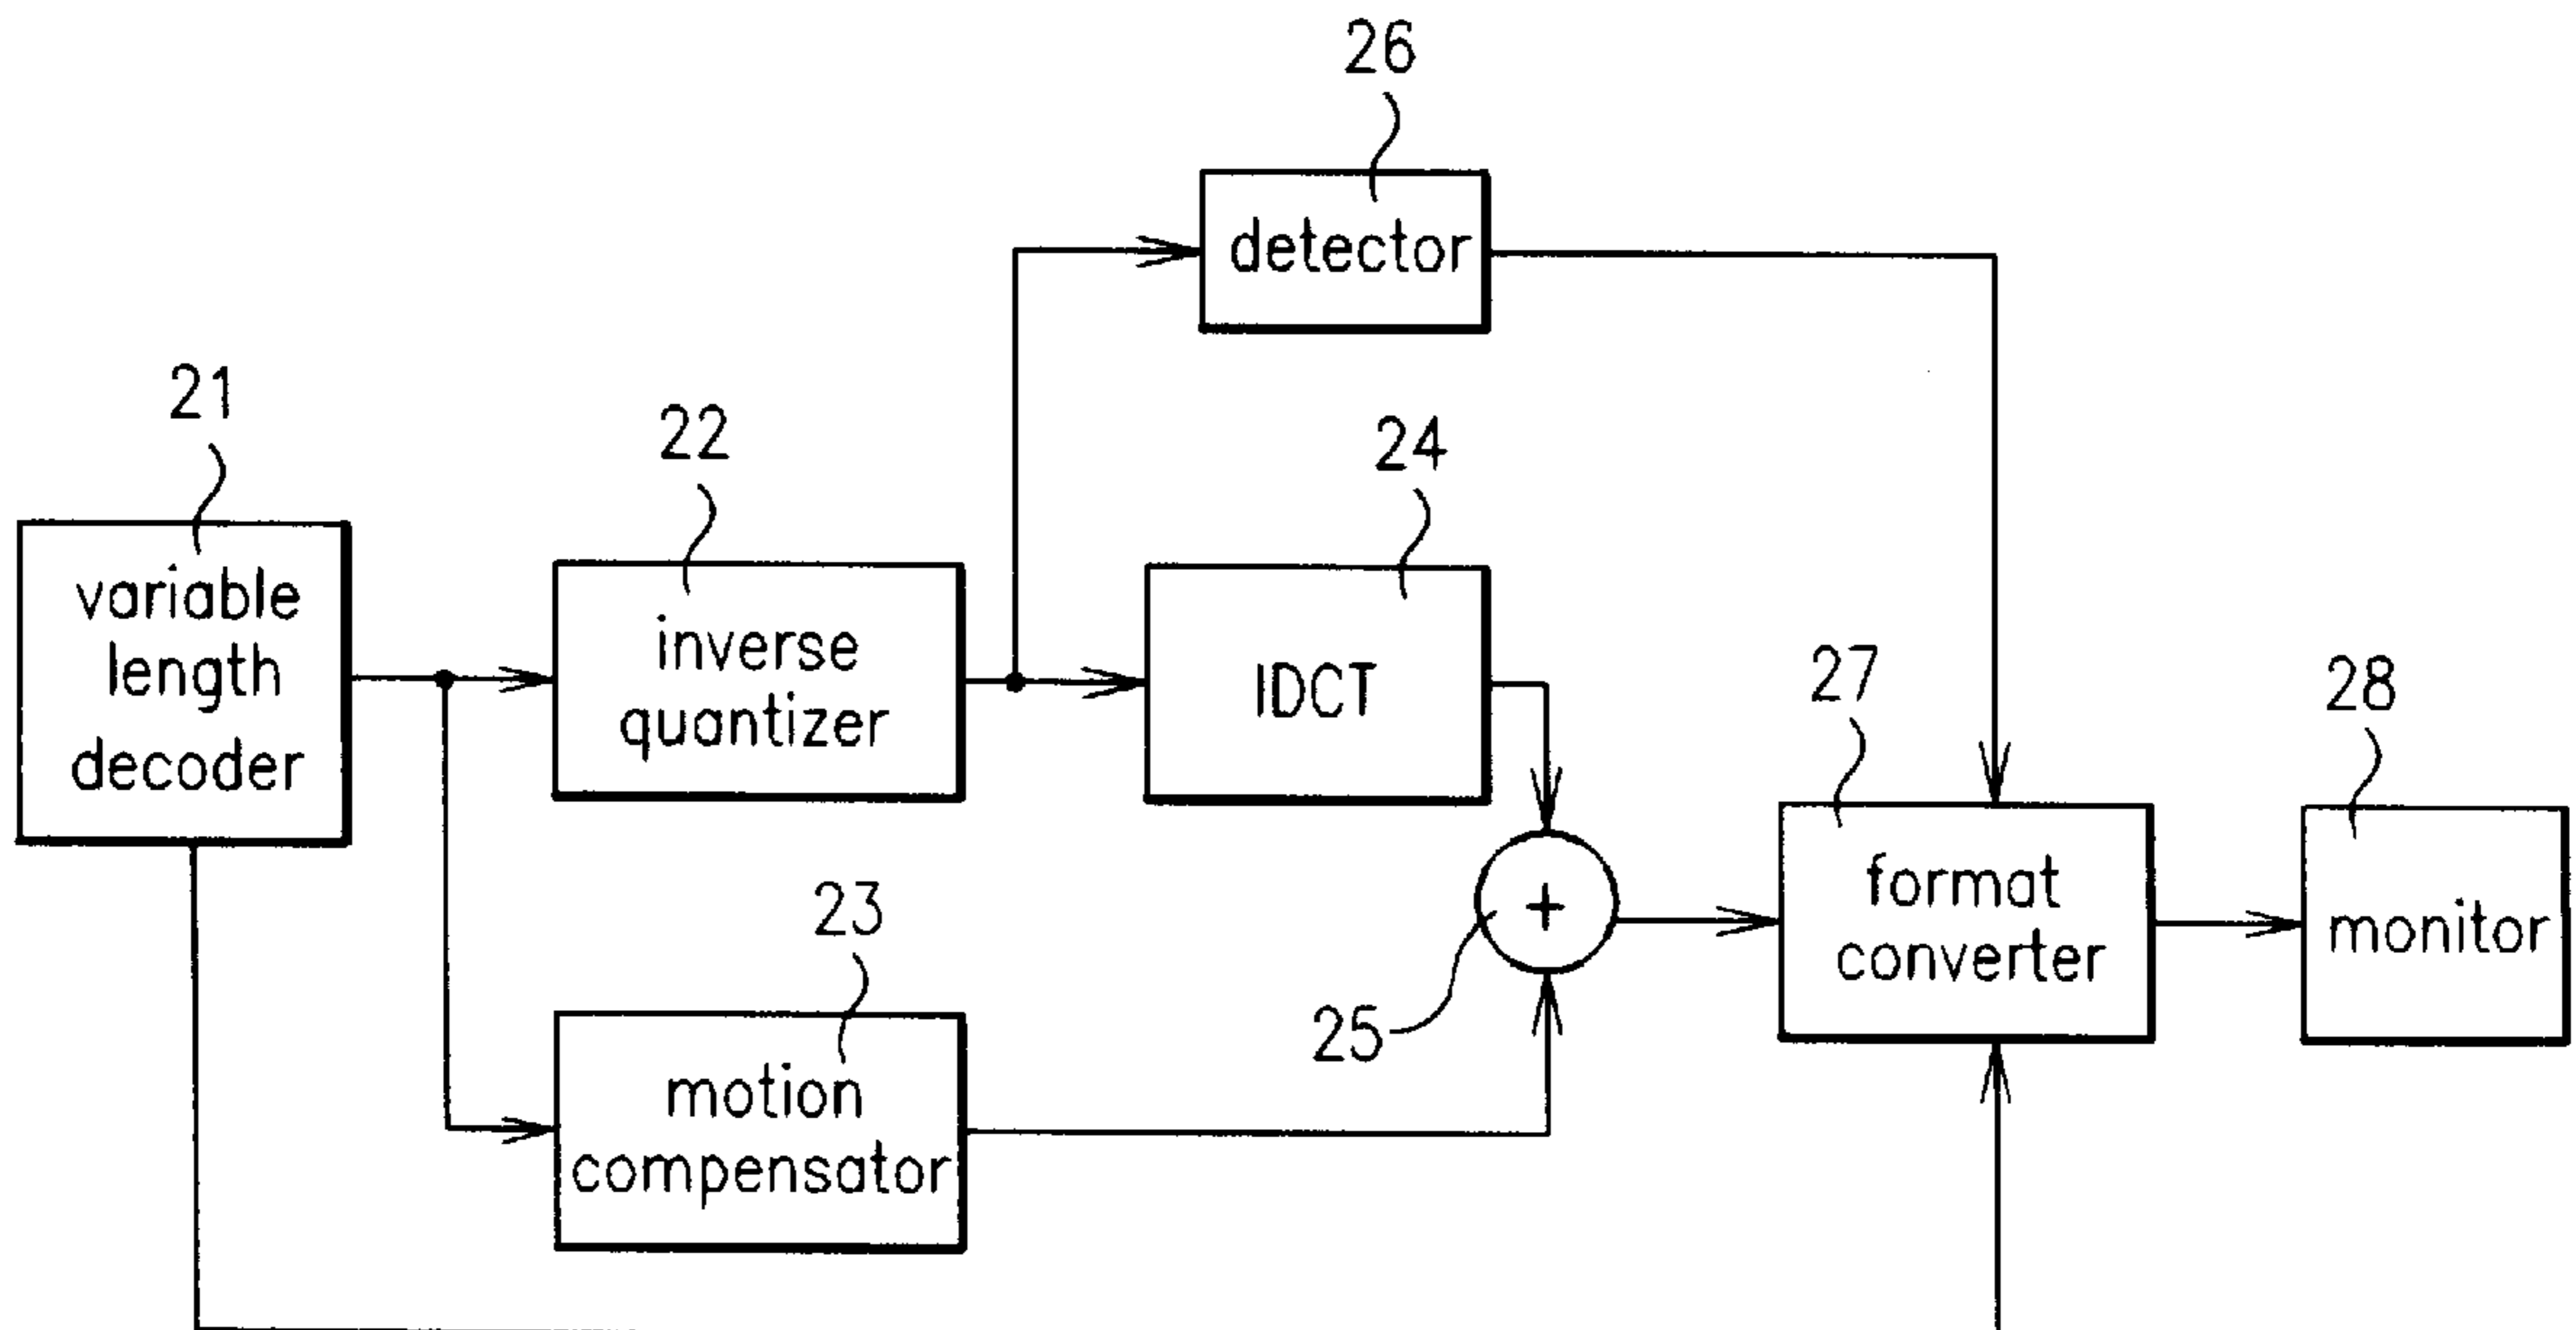 26
detector
21
variable
length
decoder
22
inverse
quantizer
24
IDCT
23
motion
compensator
25
+
27
format
converter
28
monitor